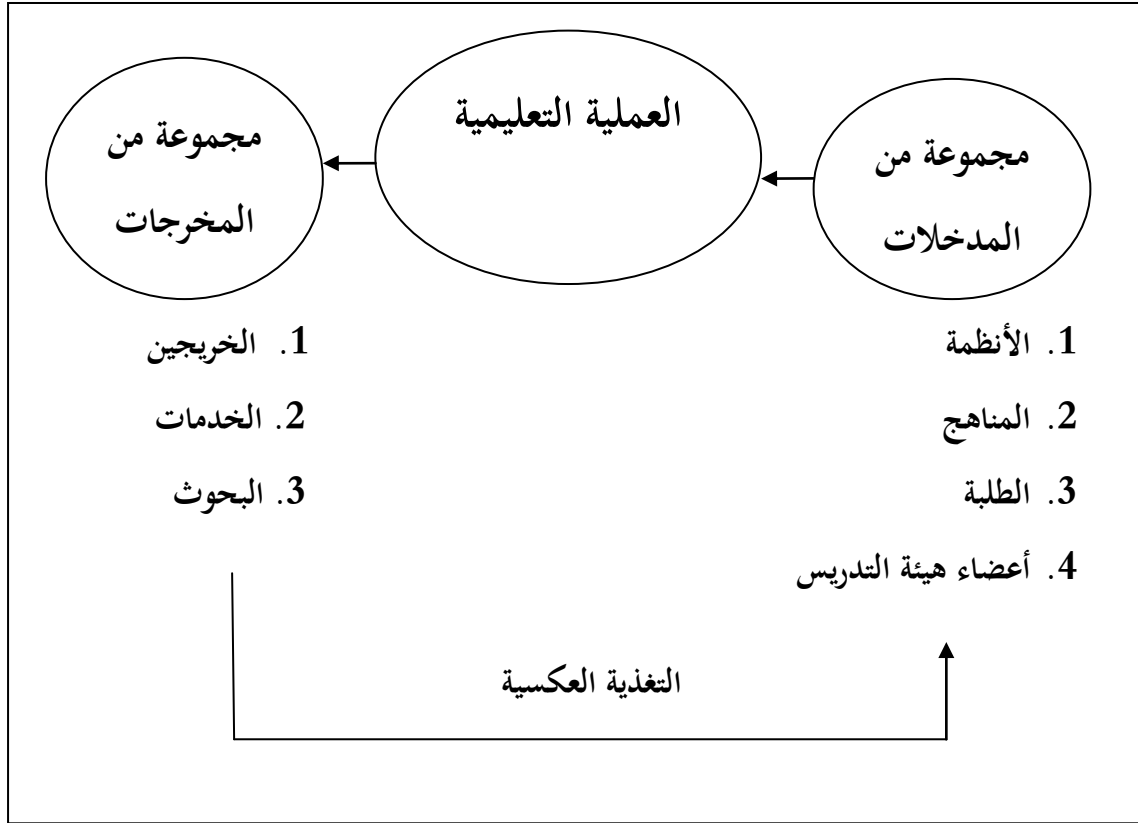 مجموعة من
المدخلات
العملية التعليمية
مجموعة من
المخرجات
1. الأنظمة
2. المناهج
3. الطلبة
4. أعضاء هيئة التدريس
1. الخريجين
2. الخدمات
3. البحوث
التغذية العكسية